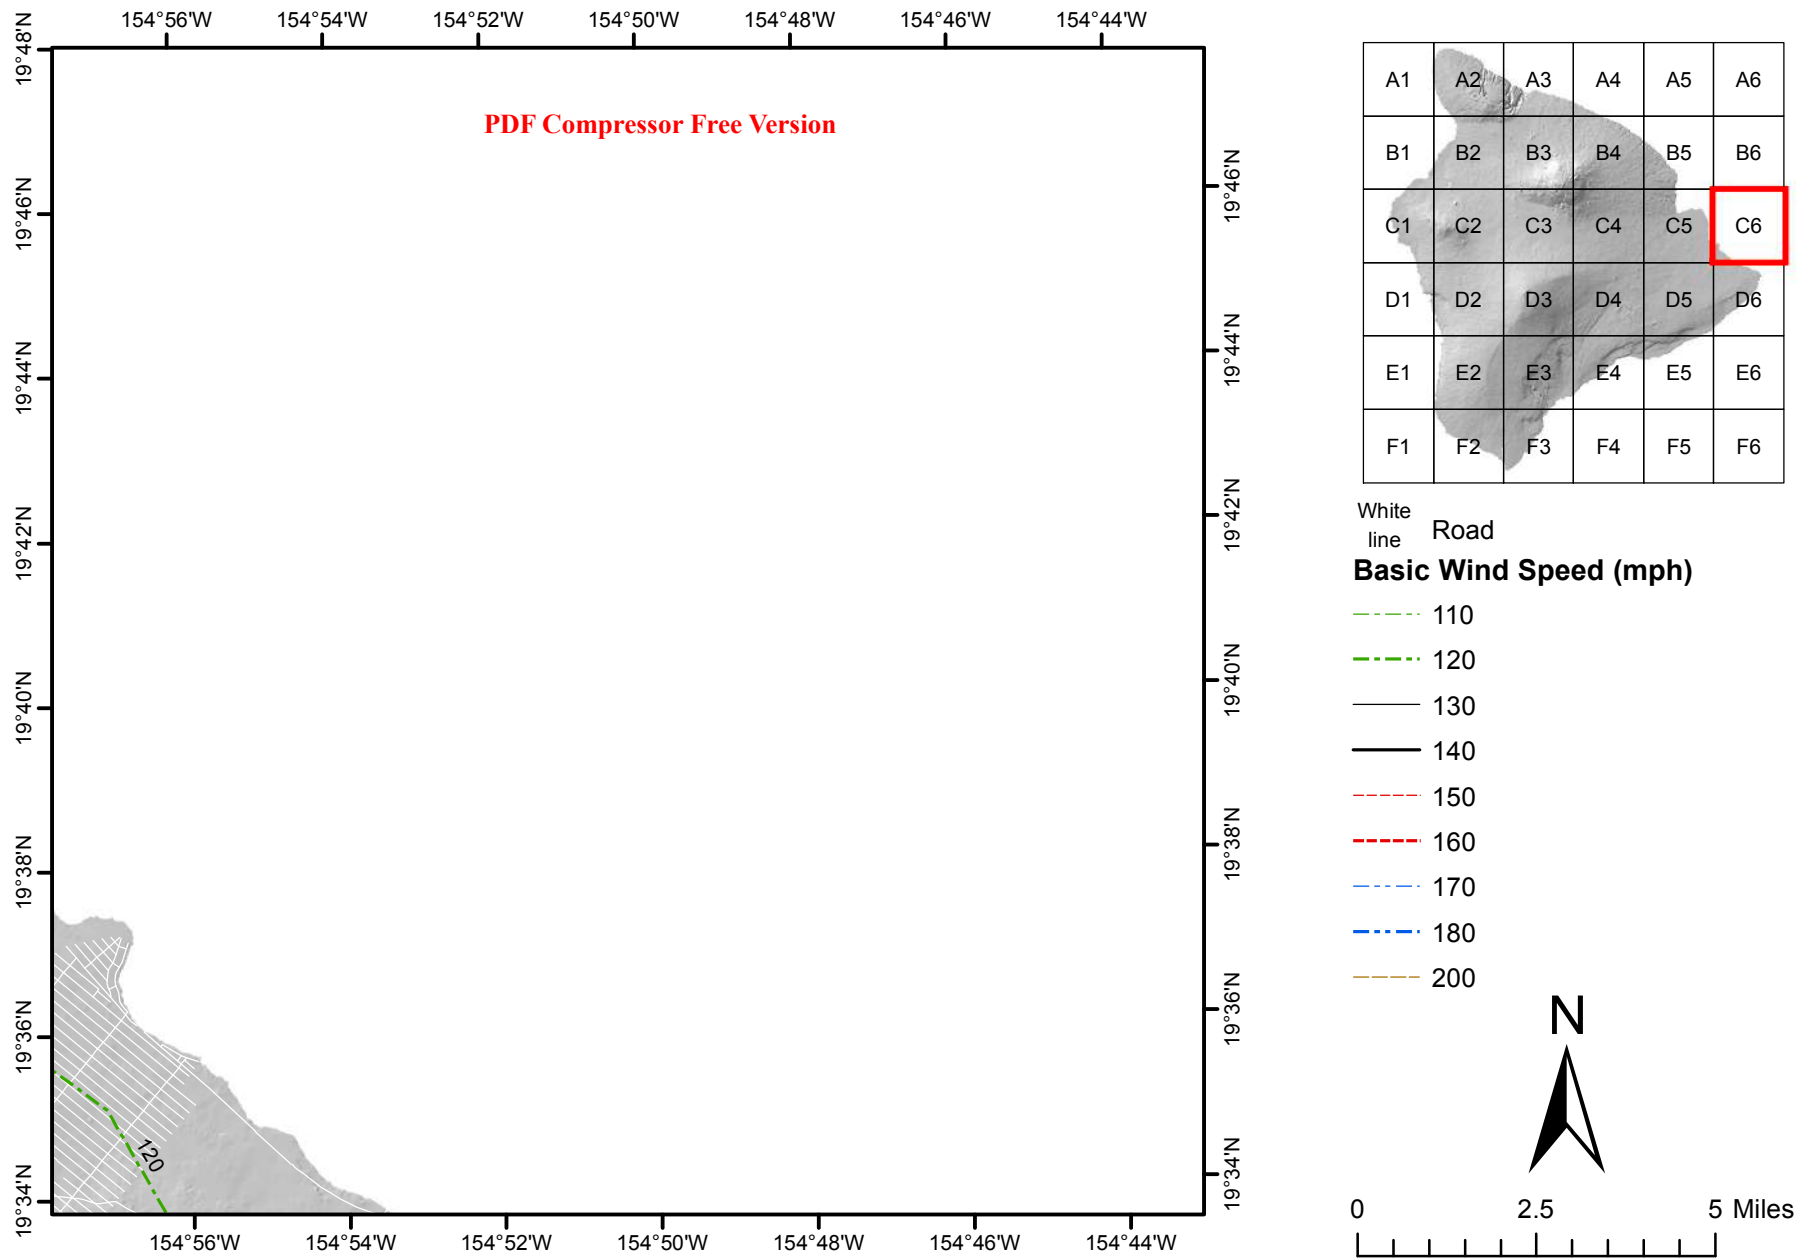 154°56'W 154°54'W 154°52'W 154°50'W 154°48'W 154°46'W 154°44'W
19°48'N
19°46'N
19°44'N
19°42'N
19°40'N
19°38'N
19°36'N
19°34'N
PDF Compressor Free Version
120
19°46'N
19°44'N
19°42'N
19°40'N
19°38'N
19°36'N
19°34'N
154°56'W 154°54'W 154°52'W 154°50'W 154°48'W 154°46'W 154°44'W
A1 A2 A3 A4 A5 A6
B1 B2 B3 B4 B5 B6
C1 C2 C3 C4 C5 C6
D1 D2 D3 D4 D5 D6
E1 E2 E3 E4 E5 E6
F1 F2 F3 F4 F5 F6
White
line Road
Basic Wind Speed (mph)
110
120
130
140
150
160
170
180
200
N
0 2.5 5 Miles